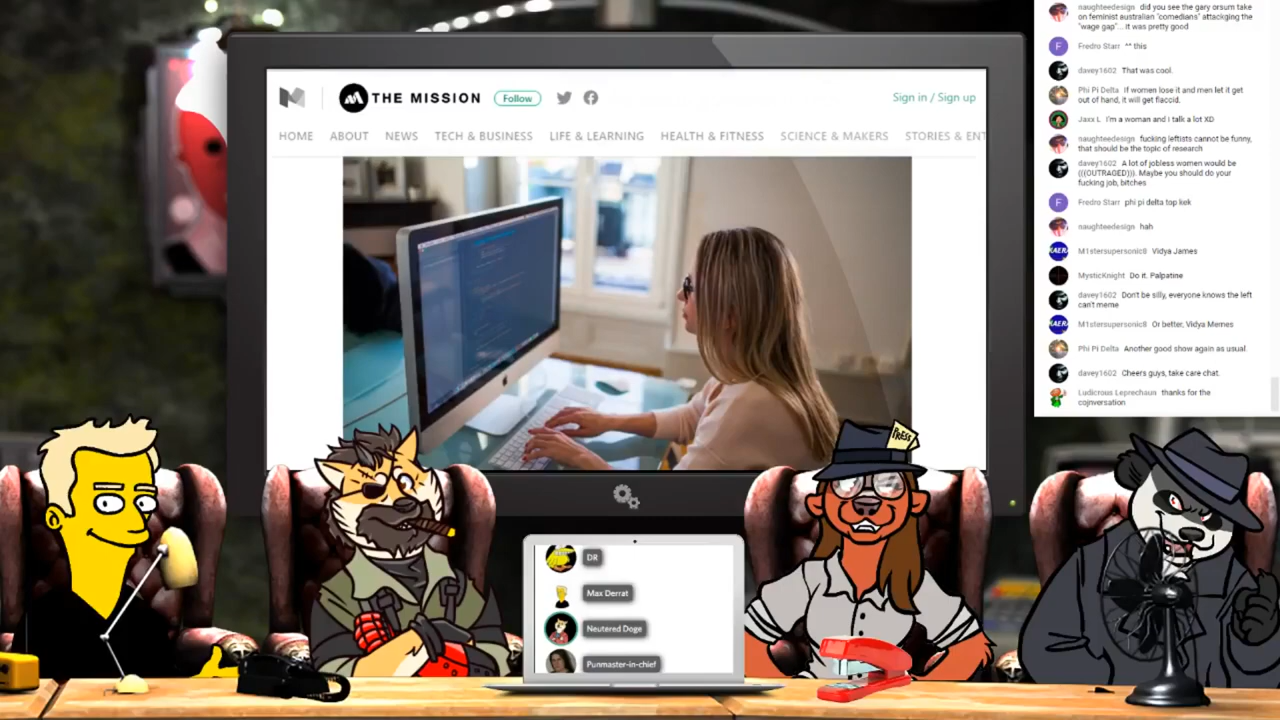 THE MISSION
Follow
Sign in / Sign up
HOME ABOUT NEWS TECH & BUSINESS LIFE & LEARNING HEALTH & FITNESS SCIENCE & MAKERS STORIES & ENT
naughteedesign did you see the gary orsum take
on feminist australian "comedians" attackging the
"wage gap"... it was pretty good
F Fredro Starr ^^ this
davey1602 That was cool.
Phi Pi Delta If women lose it and men let it get
out of hand, it will get flaccid.
Jaxx L I'm a woman and i talk a lot XD
naughteedesign fucking leftists cannot be funny,
that should be the topic of research
davey1602 A lot of jobless women would be
(((OUTRAGED))). Maybe you should do your
fucking job, bitches
F Fredro Starr phi pi delta top kek
naughteedesign hah
KAER M1stersupersonic8 Vidya James
MysticKnight Do it. Palpatine
davey1602 Don't be silly, everyone knows the left
can't meme
KAER M1stersupersonic8 Or better, Vidya Memes
Phi Pi Delta Another good show again as usual.
davey1602 Cheers guys, take care chat.
Ludicrous Leprechaun thanks for the
cojnversation
PRESS
DR
Max Derrat
Neutered Doge
Punmaster-in-chief